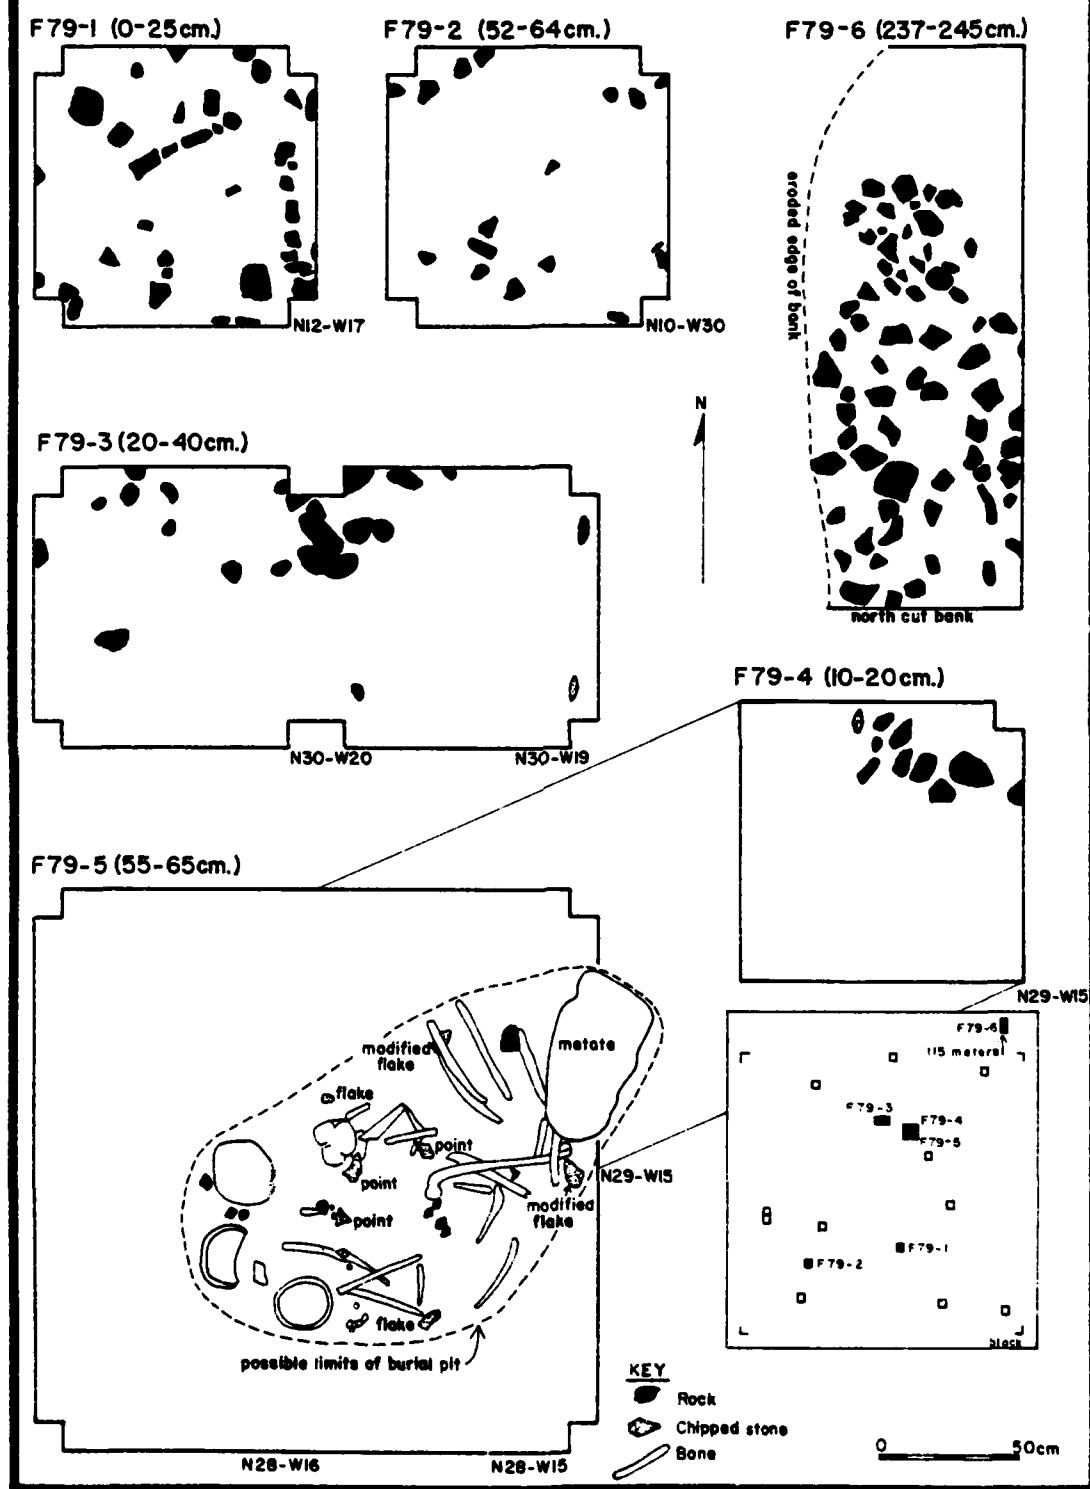 F79-1 (0-25cm.)
F79-2 (52-64cm.)
F79-6 (237-245cm.)
eroded edge of bank
N12-W17
N10-W30
N
F79-3 (20-40cm.)
north cut bank
F79-4 (10-20cm.)
N30-W20
N30-W19
F79-5 (55-65cm.)
N29-W15
F79-6
115 meters
F79-3
F79-4
F79-5
F79-1
F79-2
block
modified
flake
metate
flake
point
point
point
N29-W15
modified
flake
flake
possible limits of burial pit
KEY
Rock
Chipped stone
Bone
0
50cm
N28-W16
N28-W15